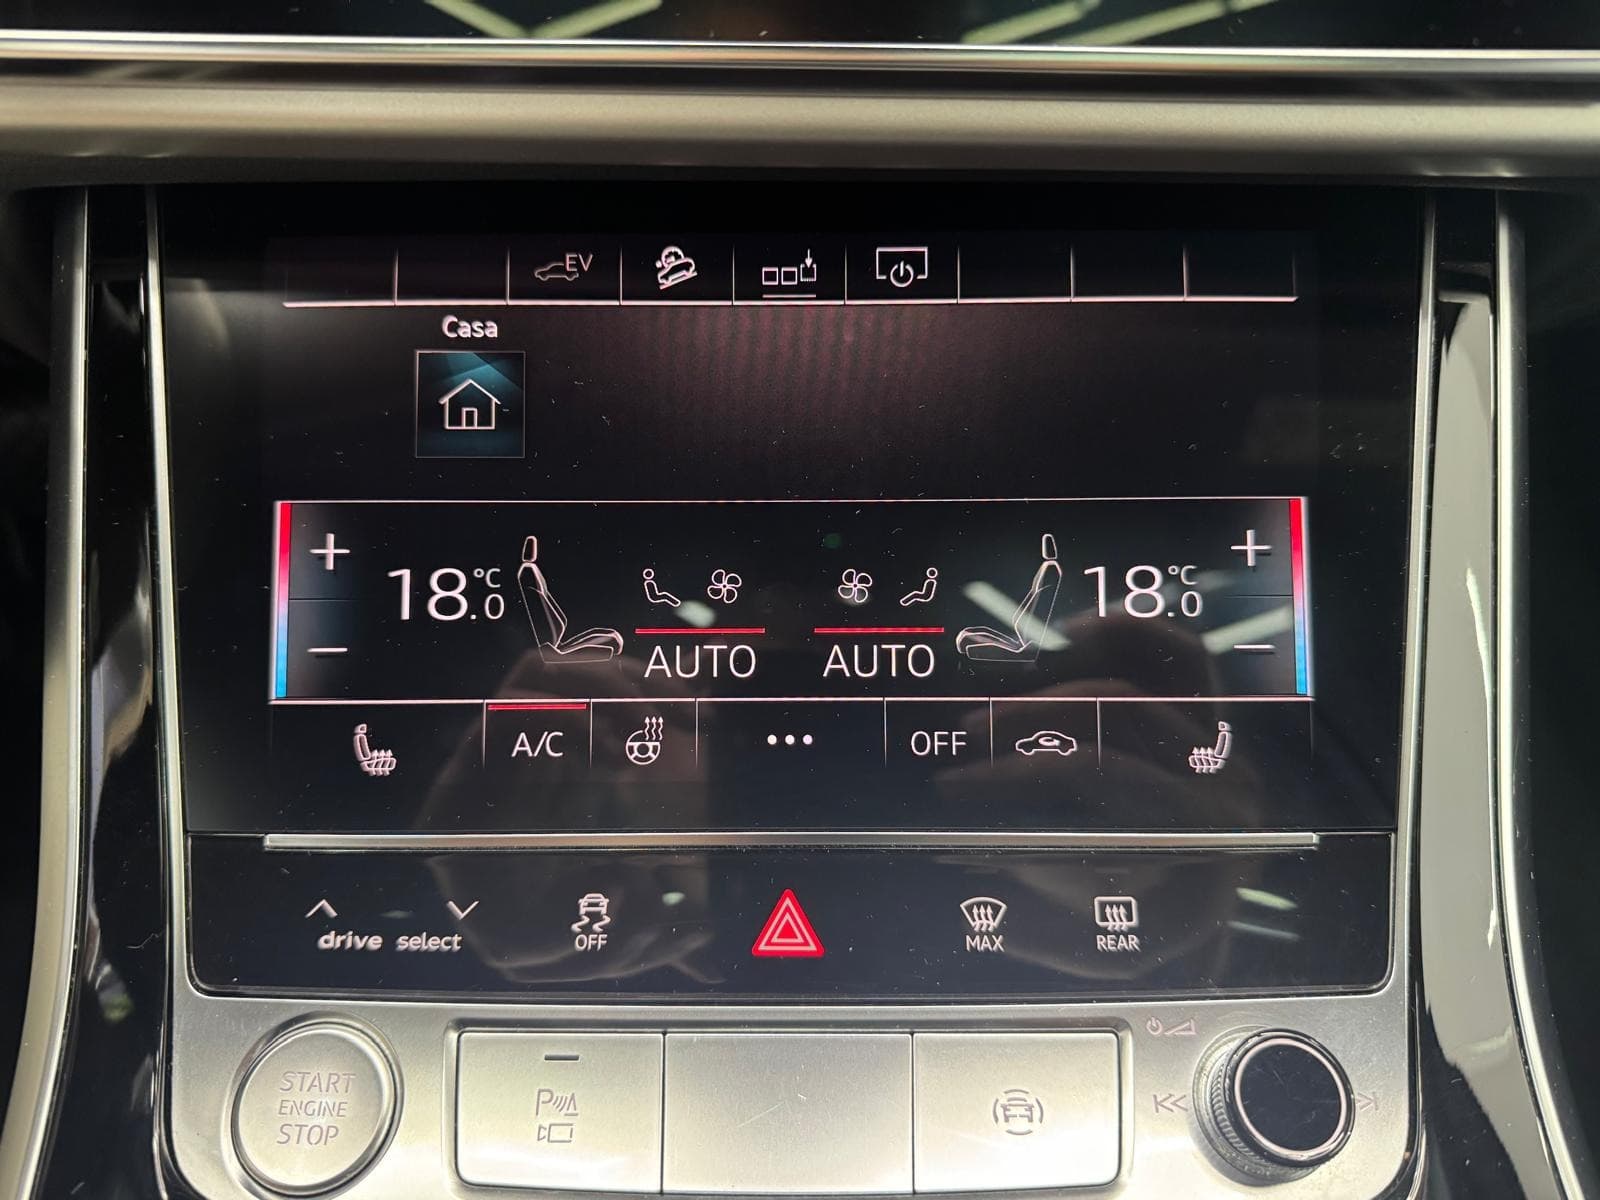 EV
Casa
18.0 °C
18.0 °C
AUTO
AUTO
A/C
OFF
drive select
OFF
MAX
REAR
START
ENGINE
STOP
P